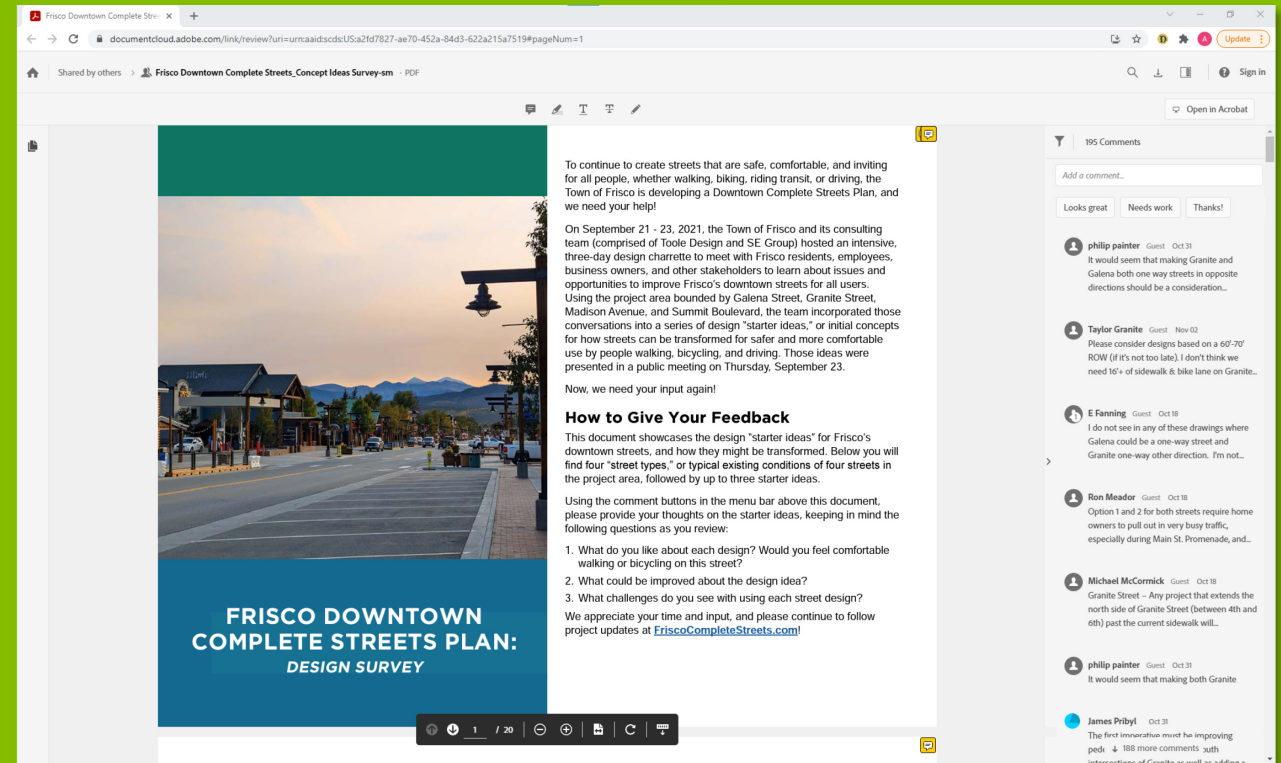 Frisco Downtown Complete Stree
documentcloud.adobe.com/link/review?uri=urn:aaid:scds:US:a2fd7827-ae70-452a-84d3-622a215a7519#pageNum=1
D
A
Update
Shared by others > Frisco Downtown Complete Streets_Concept Ideas Survey-sm · PDF
Sign in
Open in Acrobat
To continue to create streets that are safe, comfortable, and inviting
for all people, whether walking, biking, riding transit, or driving, the
Town of Frisco is developing a Downtown Complete Streets Plan, and
we need your help!
On September 21 - 23, 2021, the Town of Frisco and its consulting
team (comprised of Toole Design and SE Group) hosted an intensive,
three-day design charrette to meet with Frisco residents, employees,
business owners, and other stakeholders to learn about issues and
opportunities to improve Frisco's downtown streets for all users.
Using the project area bounded by Galena Street, Granite Street,
Madison Avenue, and Summit Boulevard, the team incorporated those
conversations into a series of design "starter ideas," or initial concepts
for how streets can be transformed for safer and more comfortable
use by people walking, bicycling, and driving. Those ideas were
presented in a public meeting on Thursday, September 23.
Now, we need your input again!
How to Give Your Feedback
This document showcases the design "starter ideas" for Frisco's
downtown streets, and how they might be transformed. Below you will
find four "street types," or typical existing conditions of four streets in
the project area, followed by up to three starter ideas.
Using the comment buttons in the menu bar above this document,
please provide your thoughts on the starter ideas, keeping in mind the
following questions as you review:
1. What do you like about each design? Would you feel comfortable
walking or bicycling on this street?
2. What could be improved about the design idea?
3. What challenges do you see with using each street design?
We appreciate your time and input, and please continue to follow
project updates at FriscoCompleteStreets.com!
FRISCO DOWNTOWN
COMPLETE STREETS PLAN:
DESIGN SURVEY
1 / 20
195 Comments
Add a comment...
Looks great Needs work Thanks!
philip painter Guest Oct 31
It would seem that making Granite and
Galena both one way streets in opposite
directions should be a consideration...
Taylor Granite Guest Nov 02
Please consider designs based on a 60'-70'
ROW (if it's not too late). I don't think we
need 16'+ of sidewalk & bike lane on Granite...
E Fanning Guest Oct 18
I do not see in any of these drawings where
Galena could be a one-way street and
Granite one-way other direction. I'm not...
Ron Meador Guest Oct 18
Option 1 and 2 for both streets require home
owners to pull out in very busy traffic,
especially during Main St. Promenade, and...
Michael McCormick Guest Oct 18
Granite Street – Any project that extends the
north side of Granite Street (between 4th and
6th) past the current sidewalk will...
philip painter Guest Oct 31
It would seem that making both Granite
James Pribyl Oct 31
The first imperative must be improving
188 more comments
intersections of Granite as well as adding a